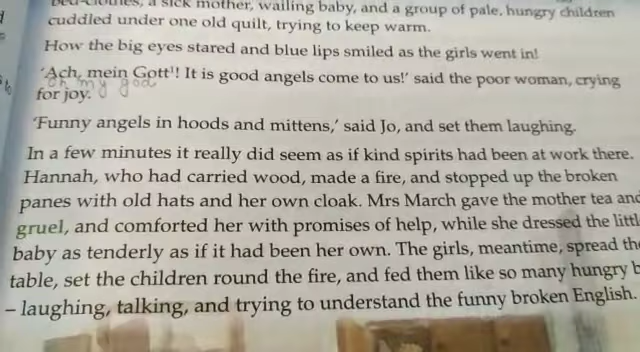 bed-clothes, a sick mother, wailing baby, and a group of pale, hungry children
cuddled under one old quilt, trying to keep warm.
How the big eyes stared and blue lips smiled as the girls went in!
'Ach, mein Gott¹! It is good angels come to us!' said the poor woman, crying
oh my god
for joy.
'Funny angels in hoods and mittens,' said Jo, and set them laughing.
In a few minutes it really did seem as if kind spirits had been at work there.
Hannah, who had carried wood, made a fire, and stopped up the broken
panes with old hats and her own cloak. Mrs March gave the mother tea and
gruel, and comforted her with promises of help, while she dressed the littl
baby as tenderly as if it had been her own. The girls, meantime, spread the
table, set the children round the fire, and fed them like so many hungry b
– laughing, talking, and trying to understand the funny broken English.